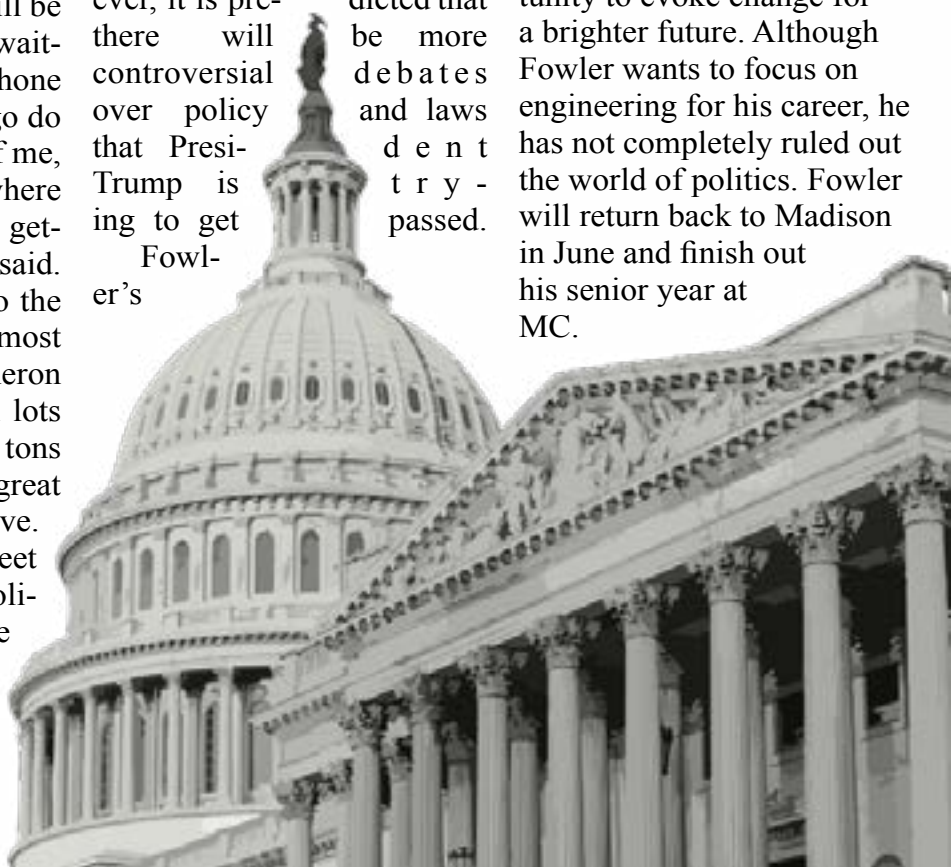 ill be
wait-
hone
go do
f me,
where
get-
said.
o the
most
eron
lots
tons
great
ve.
eet
oli-
e
ever, it is pre- dicted that
there will be more
controversial debates
over policy and laws
that Presi- dent
Trump is try-
ing to get passed.
Fowl-
er's
tunity to evoke change for
a brighter future. Although
Fowler wants to focus on
engineering for his career, he
has not completely ruled out
the world of politics. Fowler
will return back to Madison
in June and finish out
his senior year at
MC.